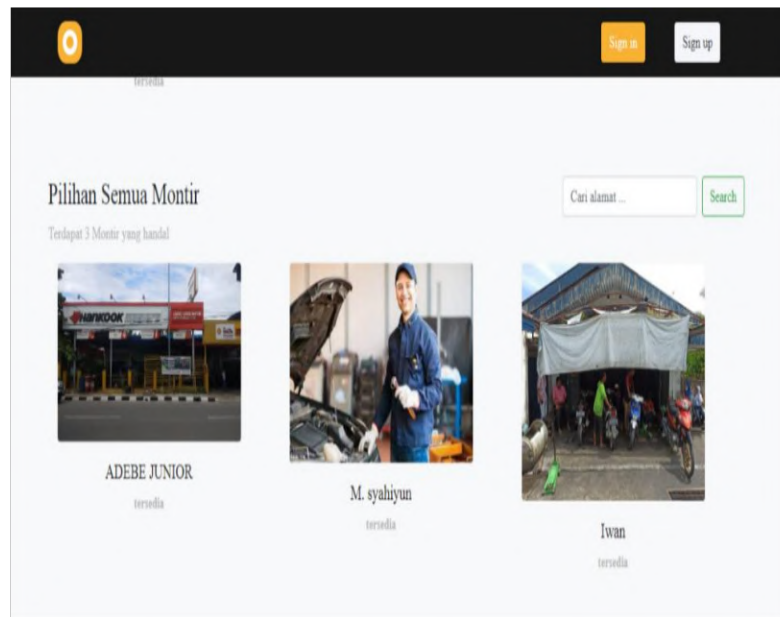 Sign in
Sign up
tersedia
Pilihan Semua Montir
Cari alamat ...
Search
Terdapat 3 Montir yang handal
HANKOOK
ADEBE JUNIOR
tersedia
M. syahiyun
tersedia
Iwan
tersedia